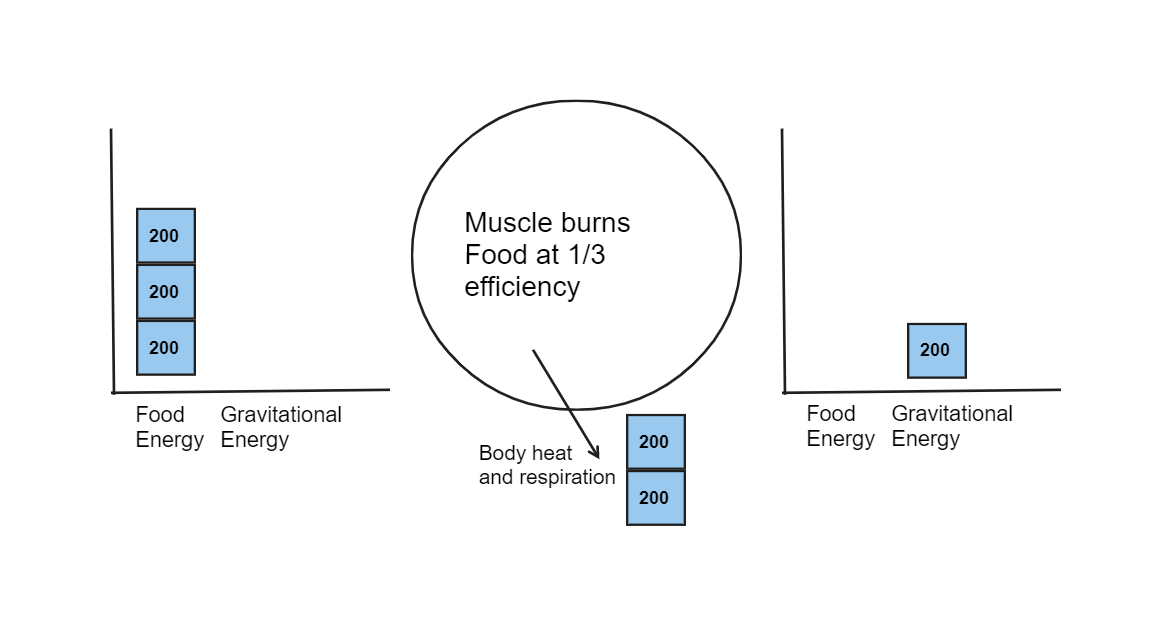 200
200
200
Food
Energy
Gravitational
Energy
Muscle burns
Food at 1/3
efficiency
Body heat
and respiration
200
200
200
Food
Energy
Gravitational
Energy